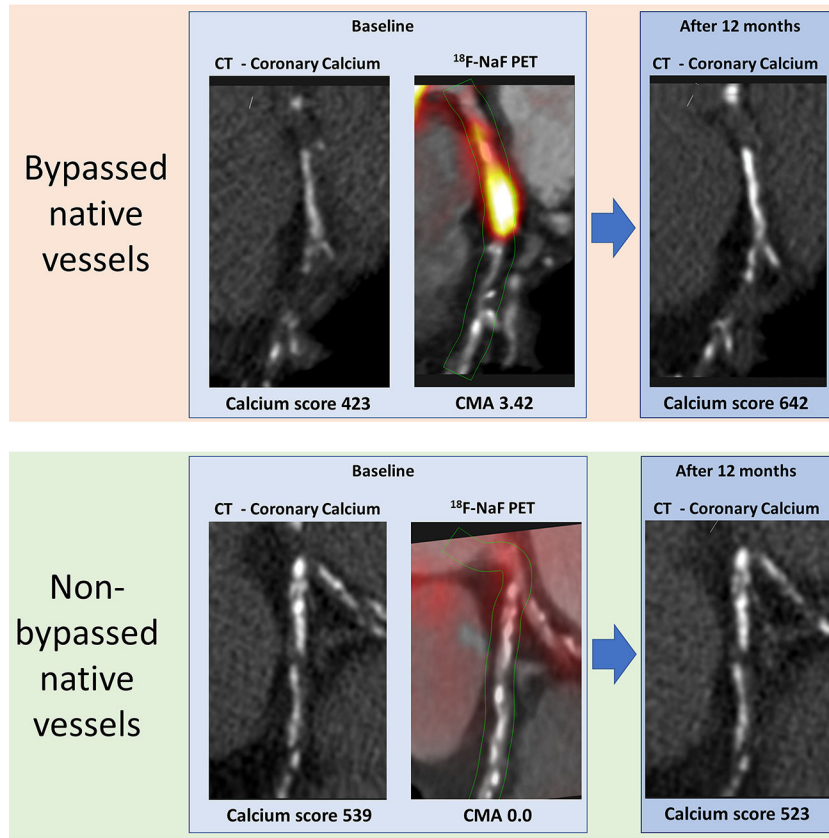 Bypassed
native
vessels
Baseline
CT - Coronary Calcium
¹⁸F-NaF PET
Calcium score 423
CMA 3.42
After 12 months
CT - Coronary Calcium
Calcium score 642
Non-
bypassed
native
vessels
Baseline
CT - Coronary Calcium
¹⁸F-NaF PET
Calcium score 539
CMA 0.0
After 12 months
CT - Coronary Calcium
Calcium score 523